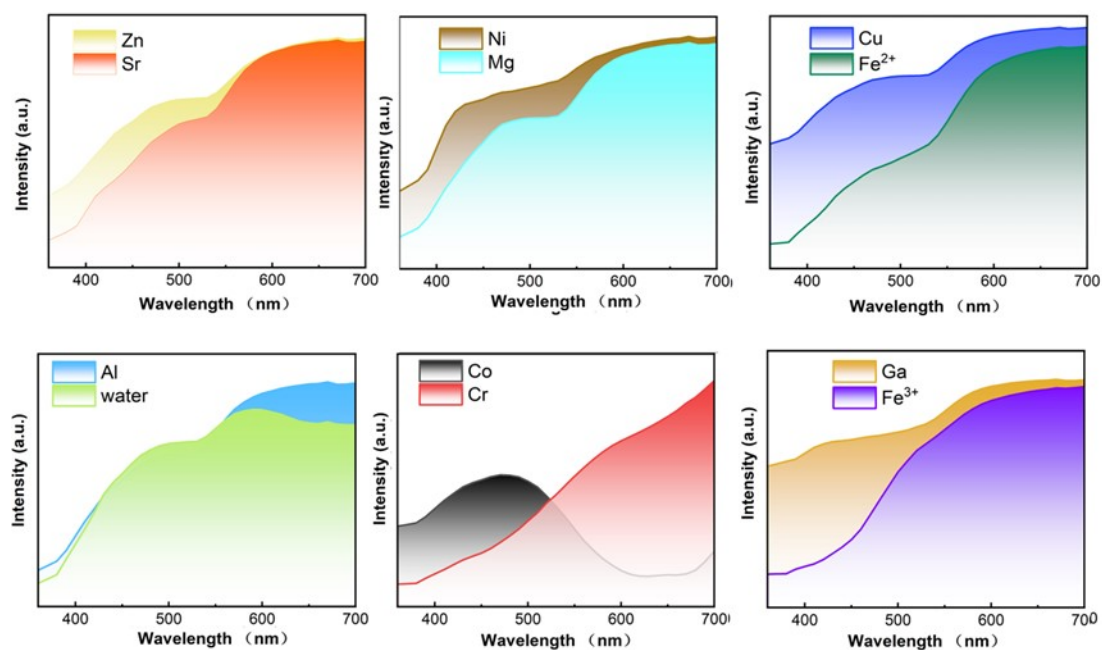 Zn
Sr
Intensity (a.u.)
400 500 600 700
Wavelength （nm）
Ni
Mg
Intensity (a.u.)
400 500 600 700
Wavelength （nm）
Cu
Fe²⁺
Intensity (a.u.)
400 500 600 700
Wavelength （nm）
Al
water
Intensity (a.u.)
400 500 600 700
Wavelength （nm）
Co
Cr
Intensity (a.u.)
400 500 600 700
Wavelength （nm）
Ga
Fe³⁺
Intensity (a.u.)
400 500 600 700
Wavelength （nm）